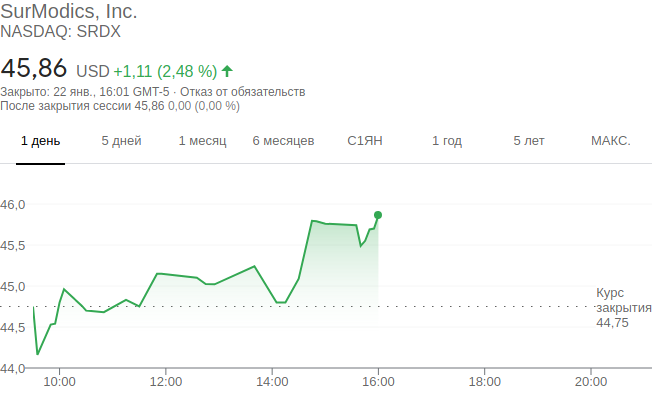 SurModics, Inc.
NASDAQ: SRDX
45,86 USD +1,11 (2,48 %)
Закрыто: 22 янв., 16:01 GMT-5 · Отказ от обязательств
После закрытия сессии 45,86 0,00 (0,00 %)
1 день 5 дней 1 месяц 6 месяцев С1ЯН 1 год 5 лет МАКС.
46,0
45,5
45,0
Курс
закрытия
44,75
44,5
44,0
10:00 12:00 14:00 16:00 18:00 20:00